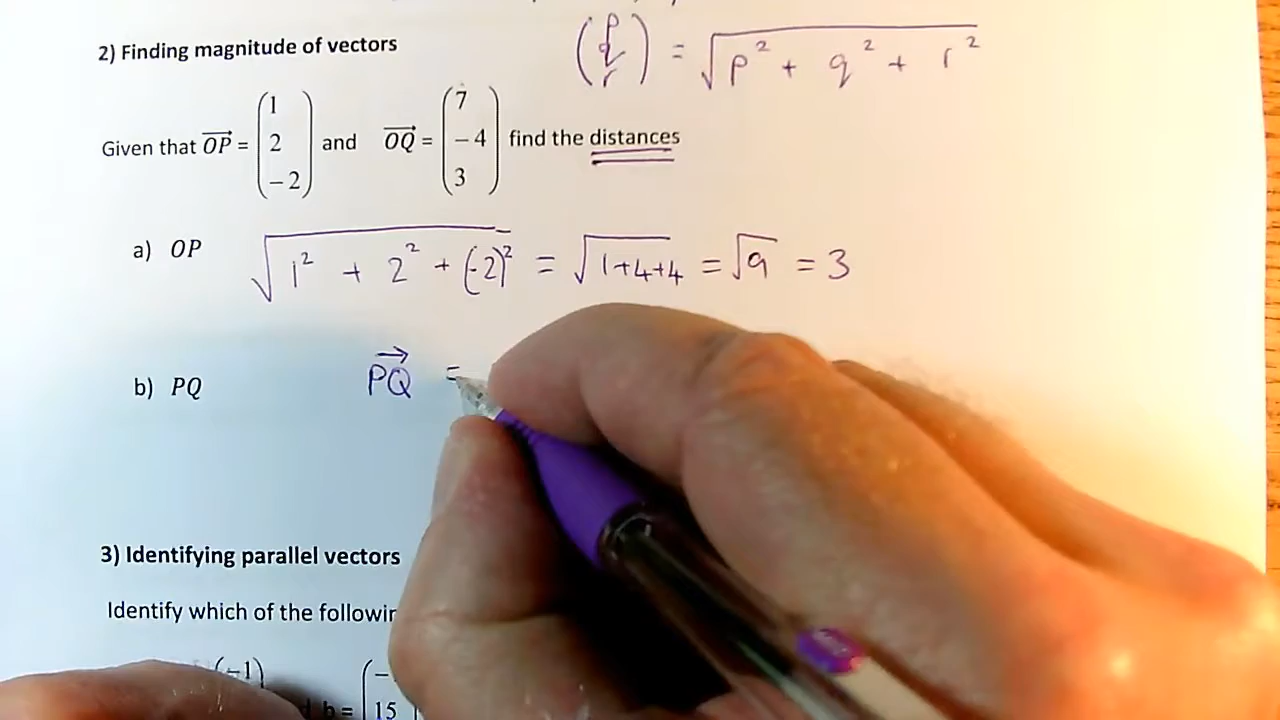 (p q r) = √p² + q² + r²
2) Finding magnitude of vectors
Given that OP→ = (1 2 −2) and OQ→ = (7 −4 3) find the distances
a) OP √1² + 2² + (-2)² = √1+4+4 = √9 = 3
b) PQ PQ→ =
3) Identifying parallel vectors
Identify which of the
(−1) (−
b = 15